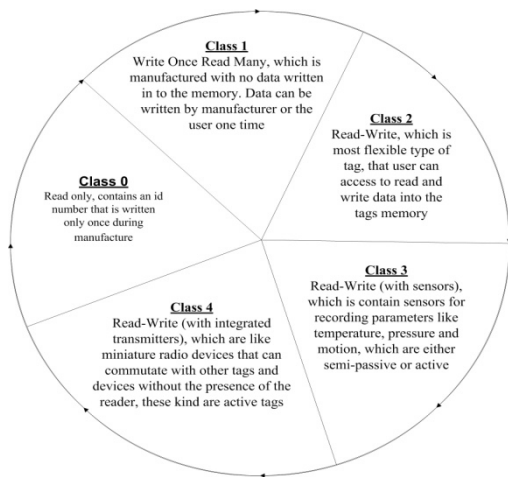 Class 1
Write Once Read Many, which is
manufactured with no data written
in to the memory. Data can be
written by manufacturer or the
user one time
Class 2
Read-Write, which is
most flexible type of
tag, that user can
access to read and
write data into the
tags memory
Class 0
Read only, contains an id
number that is written
only once during
manufacture
Class 3
Read-Write (with sensors),
which is contain sensors for
recording parameters like
temperature, pressure and
motion, which are either
semi-passive or active
Class 4
Read-Write (with integrated
transmitters), which are like
miniature radio devices that can
commutate with other tags and
devices without the presence of the
reader, these kind are active tags